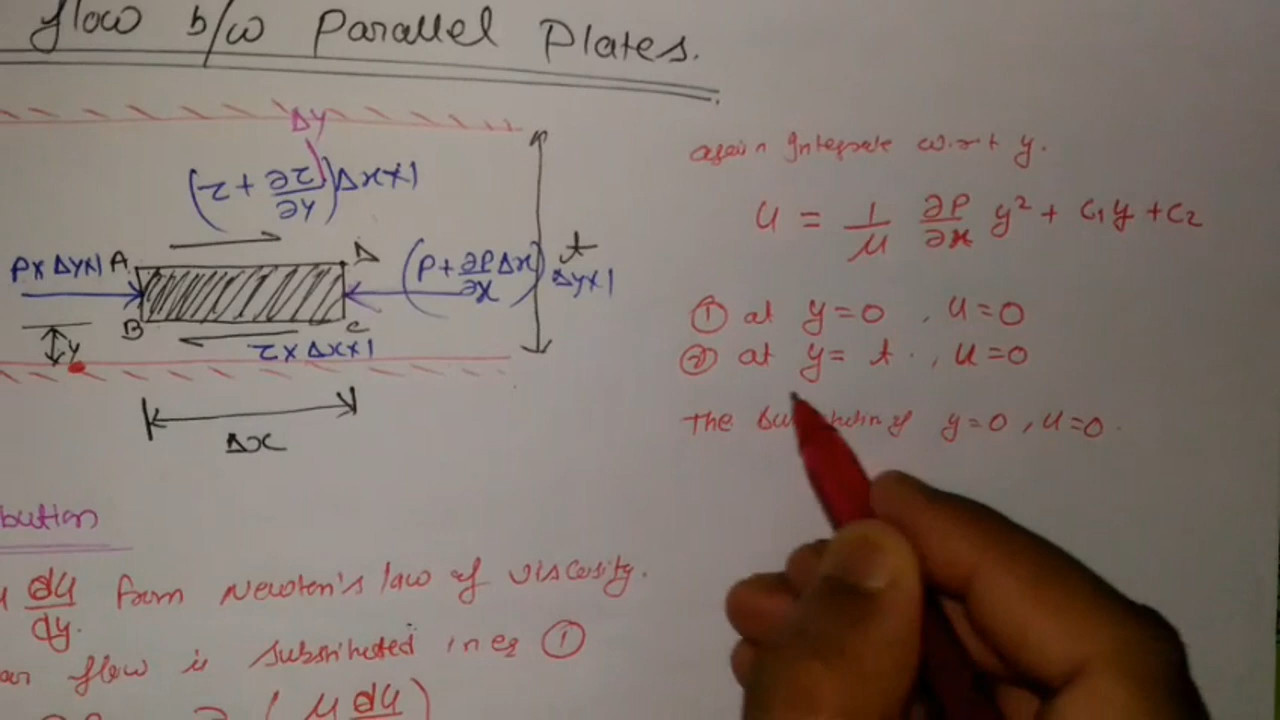 flow b/w Parallel Plates.
Δy
(τ + ∂τ/∂y) Δx×1
P×Δy×1 A
D
(P + ∂P/∂x Δx) Δy×1
t
B
C
y
τ×Δx×1
Δx
bution
du/dy. from Newton's law of viscosity.
flow is substituted in eq ①
μ du
again Integrate w.r.t y.
u = 1/μ ∂P/∂x y² + C₁y + C₂
① at y=0 , u=0
② at y= t , u=0
The y=0 , u=0.